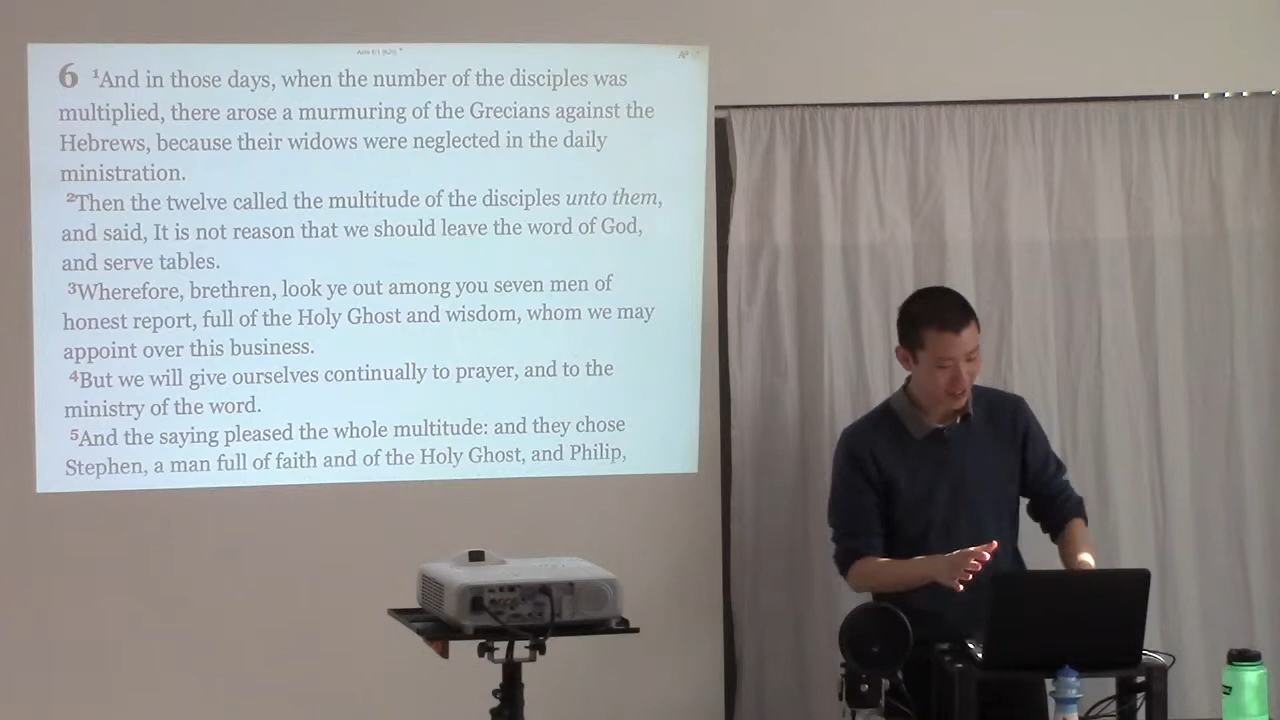 6 ¹And in those days, when the number of the disciples was
multiplied, there arose a murmuring of the Grecians against the
Hebrews, because their widows were neglected in the daily
ministration.
²Then the twelve called the multitude of the disciples unto them,
and said, It is not reason that we should leave the word of God,
and serve tables.
³Wherefore, brethren, look ye out among you seven men of
honest report, full of the Holy Ghost and wisdom, whom we may
appoint over this business.
⁴But we will give ourselves continually to prayer, and to the
ministry of the word.
⁵And the saying pleased the whole multitude: and they chose
Stephen, a man full of faith and of the Holy Ghost, and Philip,